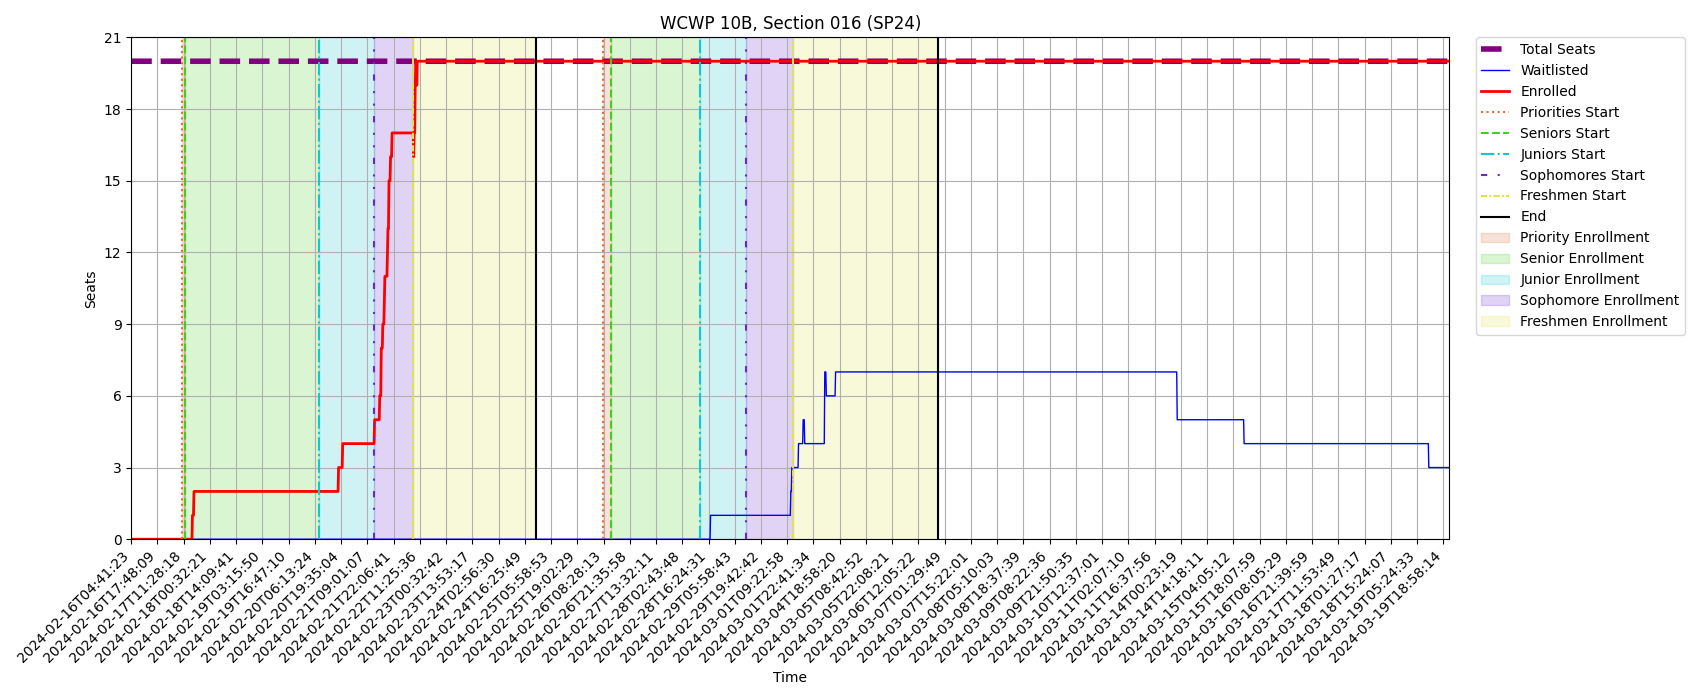 WCWP 10B, Section 016 (SP24)
21
18
15
12
9
6
3
0
Seats
2024-02-16T04:41:23
2024-02-16T17:48:09
2024-02-17T11:28:18
2024-02-18T00:32:21
2024-02-18T14:09:41
2024-02-19T03:15:50
2024-02-19T16:47:10
2024-02-20T06:13:24
2024-02-20T19:35:04
2024-02-21T09:01:07
2024-02-21T22:06:41
2024-02-22T11:25:36
2024-02-23T00:32:42
2024-02-23T13:53:17
2024-02-24T02:56:30
2024-02-24T16:25:49
2024-02-25T05:58:53
2024-02-25T19:02:29
2024-02-26T08:28:13
2024-02-26T21:35:58
2024-02-27T13:32:11
2024-02-28T02:43:48
2024-02-28T16:24:31
2024-02-29T05:58:43
2024-02-29T19:42:42
2024-03-01T09:22:58
2024-03-01T22:41:34
2024-03-04T18:58:20
2024-03-05T08:42:52
2024-03-05T22:08:21
2024-03-06T12:05:22
2024-03-07T01:29:49
2024-03-07T15:22:01
2024-03-08T05:10:03
2024-03-08T18:37:39
2024-03-09T08:22:36
2024-03-09T21:50:35
2024-03-10T12:37:01
2024-03-11T02:07:10
2024-03-11T16:37:56
2024-03-14T00:23:19
2024-03-14T14:18:11
2024-03-15T04:05:12
2024-03-15T18:07:59
2024-03-16T08:05:29
2024-03-16T21:39:59
2024-03-17T11:53:49
2024-03-18T01:27:17
2024-03-18T15:24:07
2024-03-19T05:24:33
2024-03-19T18:58:14
Time
Total Seats
Waitlisted
Enrolled
Priorities Start
Seniors Start
Juniors Start
Sophomores Start
Freshmen Start
End
Priority Enrollment
Senior Enrollment
Junior Enrollment
Sophomore Enrollment
Freshmen Enrollment